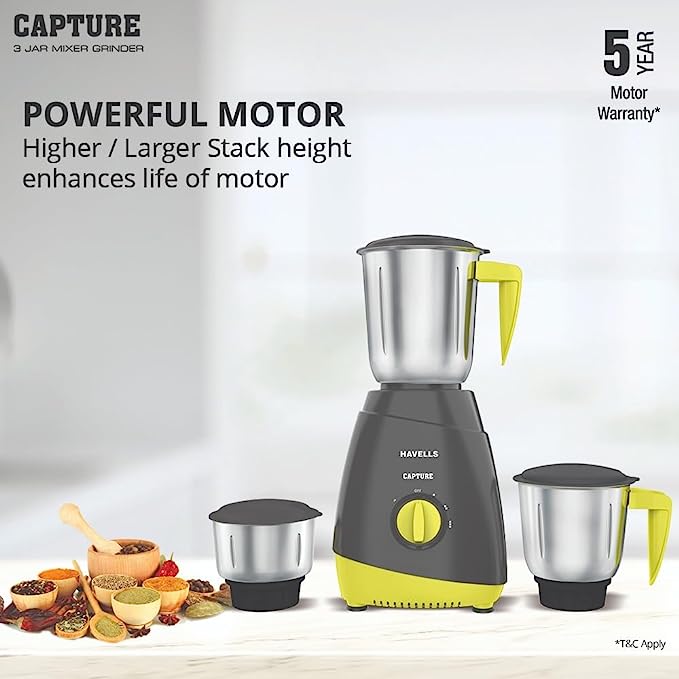 CAPTURE
3 JAR MIXER GRINDER
5 YEAR
Motor
Warranty*
POWERFUL MOTOR
Higher / Larger Stack height
enhances life of motor
HAVELLS
CAPTURE
OFF
*T&C Apply